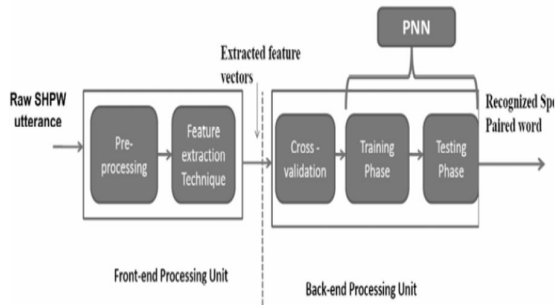 PNN
Extracted feature
vectors
Raw SHPW
utterance
Recognized Spe
Paired word
Pre-
processing
Feature
extraction
Technique
Cross -
validation
Training
Phase
Testing
Phase
Front-end Processing Unit
Back-end Processing Unit